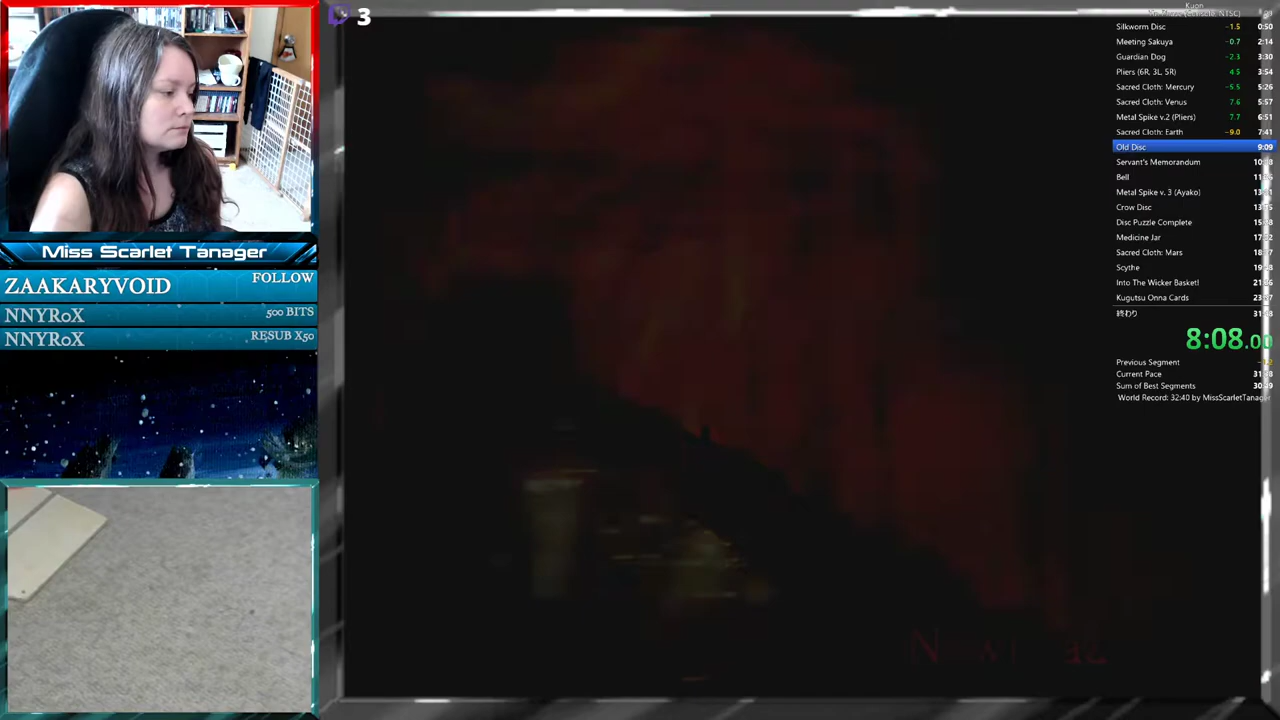 3
Kuon
Silkworm Disc -1.5 0:50
Meeting Sakuya -0.7 2:14
Guardian Dog -2.3 3:30
Pliers (6R, 3L, 5R) 4.5 3:54
Sacred Cloth: Mercury -5.5 5:26
Sacred Cloth: Venus 7.6 5:57
Metal Spike v.2 (Pliers) 7.7 6:51
Sacred Cloth: Earth -9.0 7:41
Old Disc 9:09
Servant's Memorandum
Bell
Metal Spike v. 3 (Ayako)
Crow Disc
Disc Puzzle Complete
Medicine Jar
Sacred Cloth: Mars
Scythe
Into The Wicker Basket!
Kugutsu Onna Cards
終わり
8:08.00
Previous Segment
Current Pace
Sum of Best Segments
World Record: 32:40 by MissScarletTanager
Miss Scarlet Tanager
ZAAKARYVOID FOLLOW
NNYROX 500 BITS
NNYROX RESUB X50